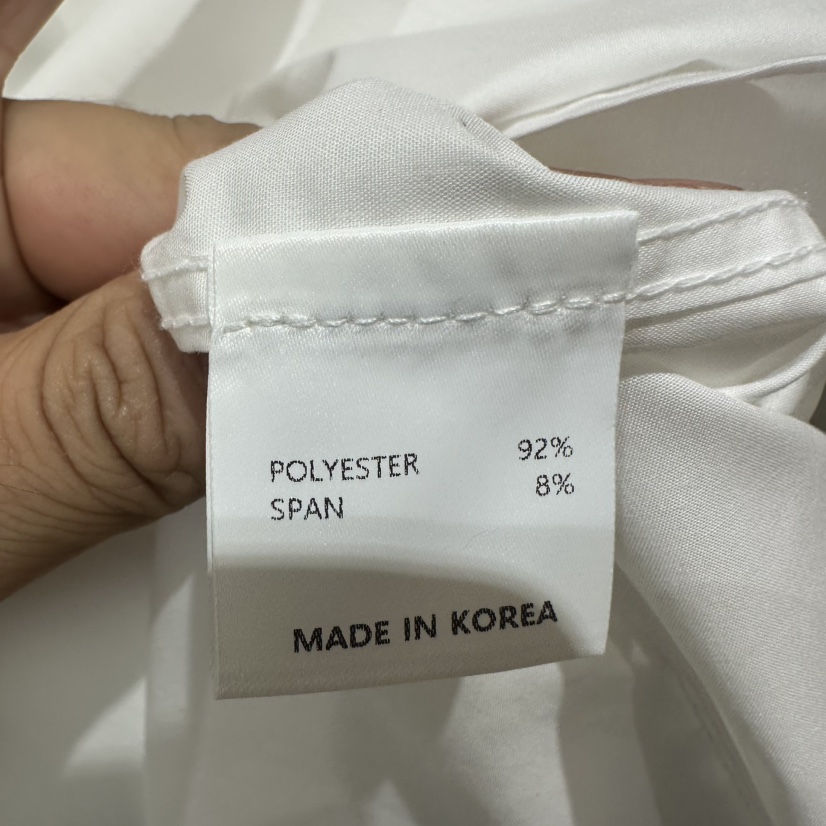 POLYESTER 92%
SPAN 8%
MADE IN KOREA